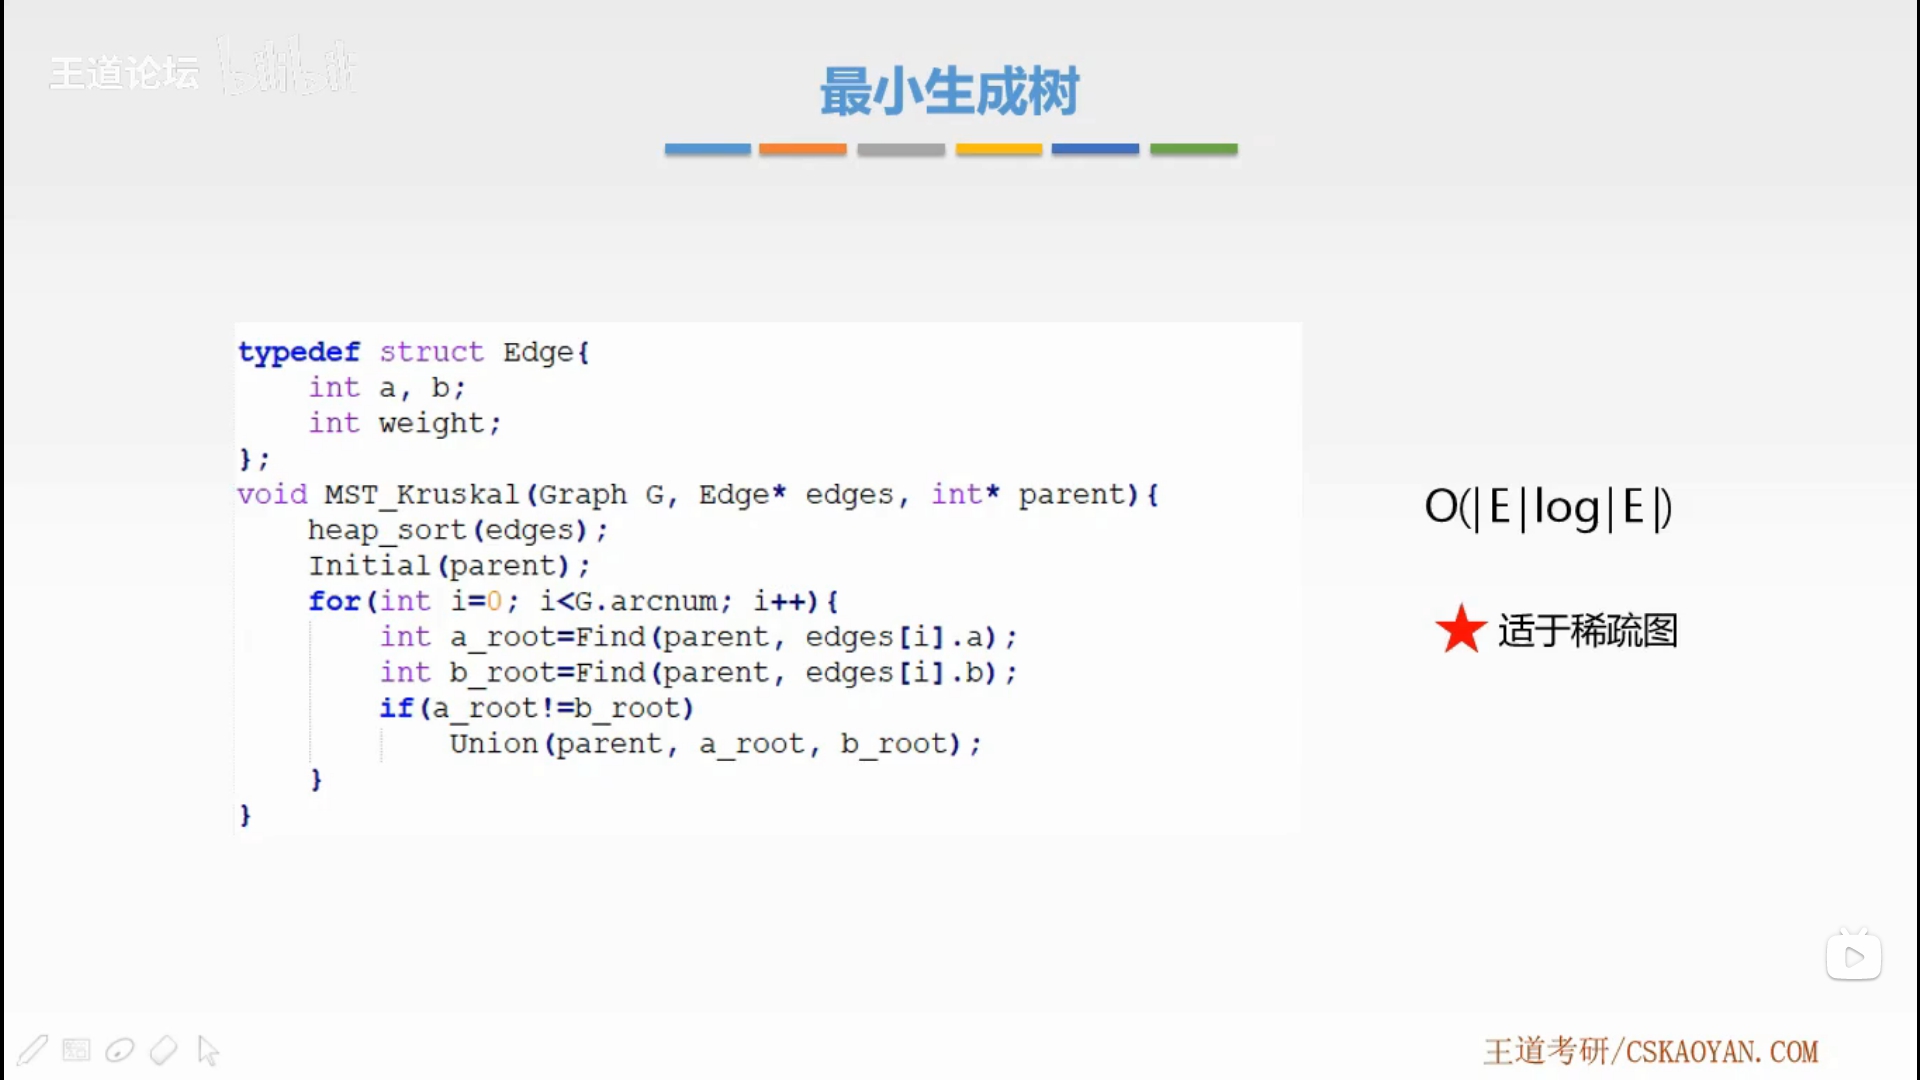 王道论坛 bilibili
最小生成树
typedef struct Edge{
    int a, b;
    int weight;
};
void MST_Kruskal(Graph G, Edge* edges, int* parent){
    heap_sort(edges);
    Initial(parent);
    for(int i=0; i<G.arcnum; i++){
        int a_root=Find(parent, edges[i].a);
        int b_root=Find(parent, edges[i].b);
        if(a_root!=b_root)
            Union(parent, a_root, b_root);
    }
}
O(|E|log|E|)
适于稀疏图
王道考研/CSKAOYAN.COM